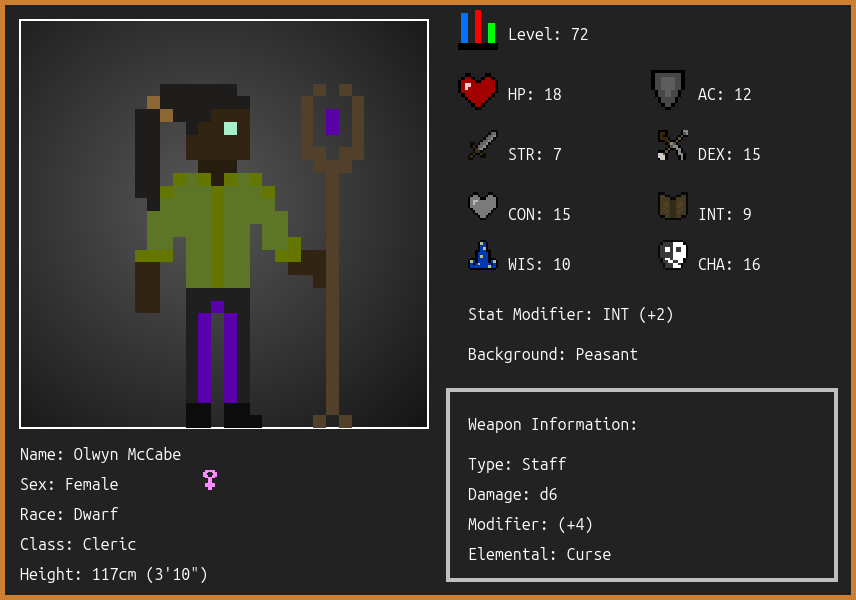 Level: 72
HP: 18
AC: 12
STR: 7
DEX: 15
CON: 15
INT: 9
WIS: 10
CHA: 16
Stat Modifier: INT (+2)
Background: Peasant
Weapon Information:
Type: Staff
Damage: d6
Modifier: (+4)
Elemental: Curse
Name: Olwyn McCabe
Sex: Female
Race: Dwarf
Class: Cleric
Height: 117cm (3'10")